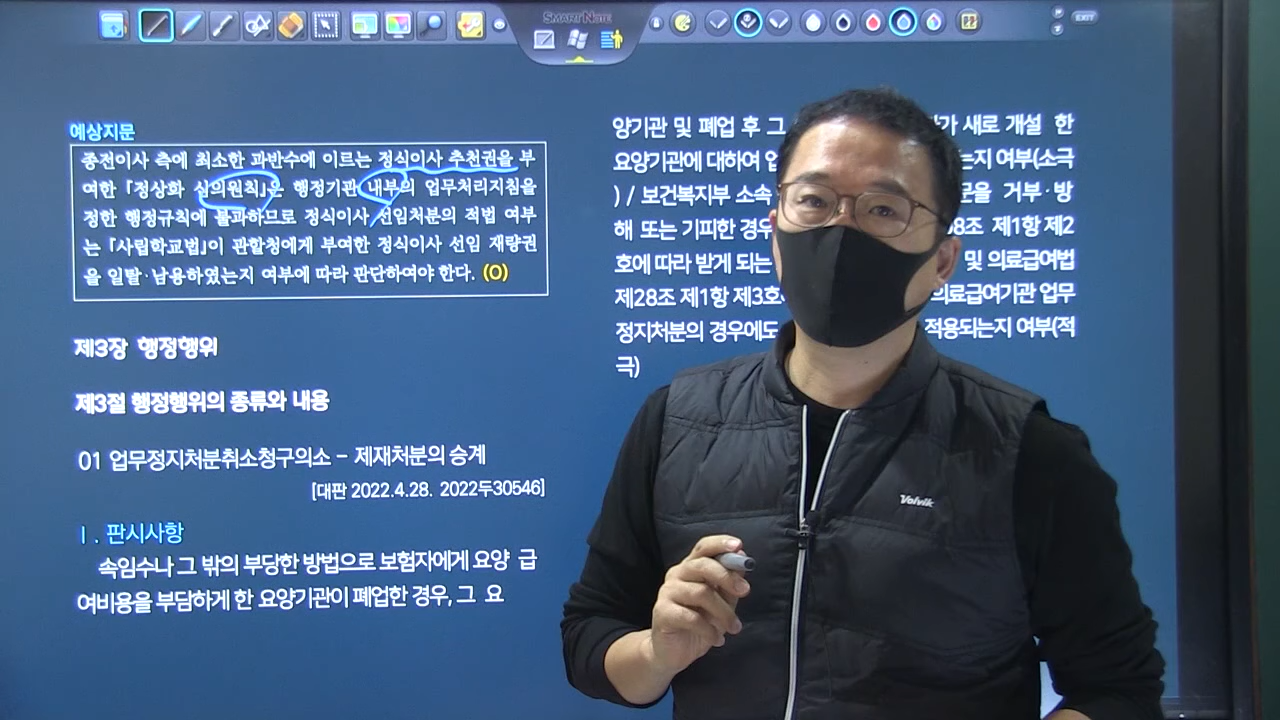 SMART NOTE
EXIT
예상지문
종전이사 측에 최소한 과반수에 이르는 정식이사 추천권을 부
여한 『정상화 심의원칙』은 행정기관 내부의 업무처리지침을
정한 행정규칙에 불과하므로 정식이사 선임처분의 적법 여부
는 『사립학교법』이 관할청에게 부여한 정식이사 선임 재량권
을 일탈·남용하였는지 여부에 따라 판단하여야 한다. (O)
제3장 행정행위
제3절 행정행위의 종류와 내용
01 업무정지처분취소청구의소 - 제재처분의 승계
[대판 2022.4.28. 2022두30546]
Ⅰ. 판시사항
속임수나 그 밖의 부당한 방법으로 보험자에게 요양 급
여비용을 부담하게 한 요양기관이 폐업한 경우, 그 요
양기관 및 폐업 후 그 가 새로 개설 한
요양기관에 대하여 는지 여부(소극
) / 보건복지부 소속 문을 거부·방
해 또는 기피한 경우 8조 제1항 제2
호에 따라 받게 되는 및 의료급여법
제28조 제1항 제3호 의료급여기관 업무
정지처분의 경우에도 적용되는지 여부(적
극)
Volvik